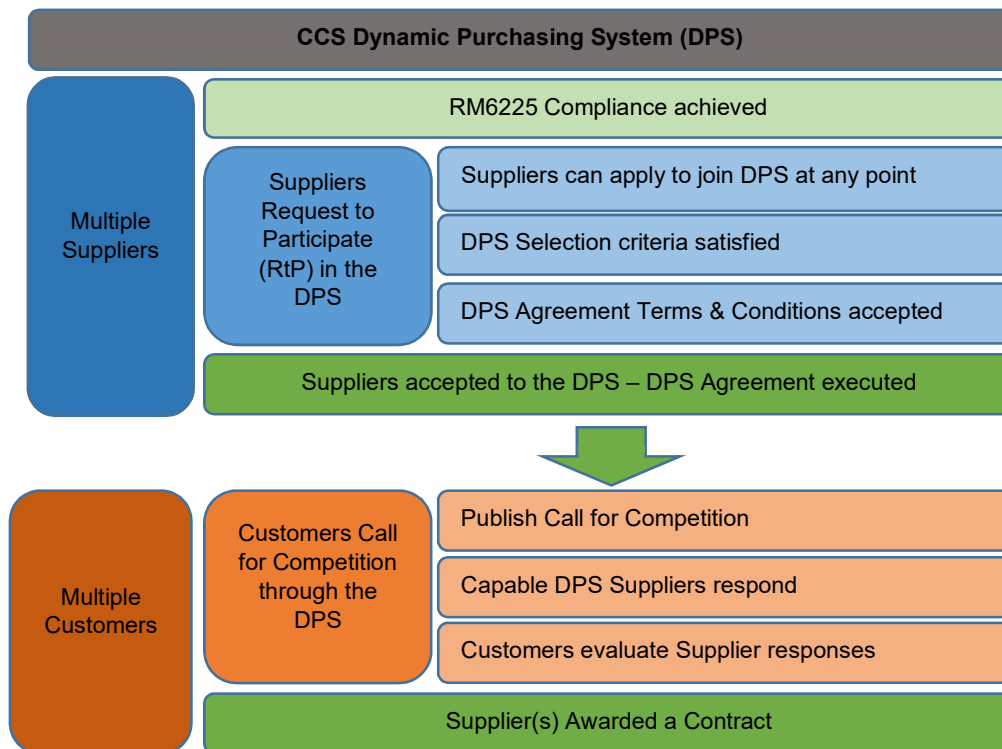 CCS Dynamic Purchasing System (DPS)
RM6225 Compliance achieved
Multiple
Suppliers
Suppliers
Request to
Participate
(RtP) in the
DPS
Suppliers can apply to join DPS at any point
DPS Selection criteria satisfied
DPS Agreement Terms & Conditions accepted
Suppliers accepted to the DPS – DPS Agreement executed
Multiple
Customers
Customers Call
for Competition
through the
DPS
Publish Call for Competition
Capable DPS Suppliers respond
Customers evaluate Supplier responses
Supplier(s) Awarded a Contract